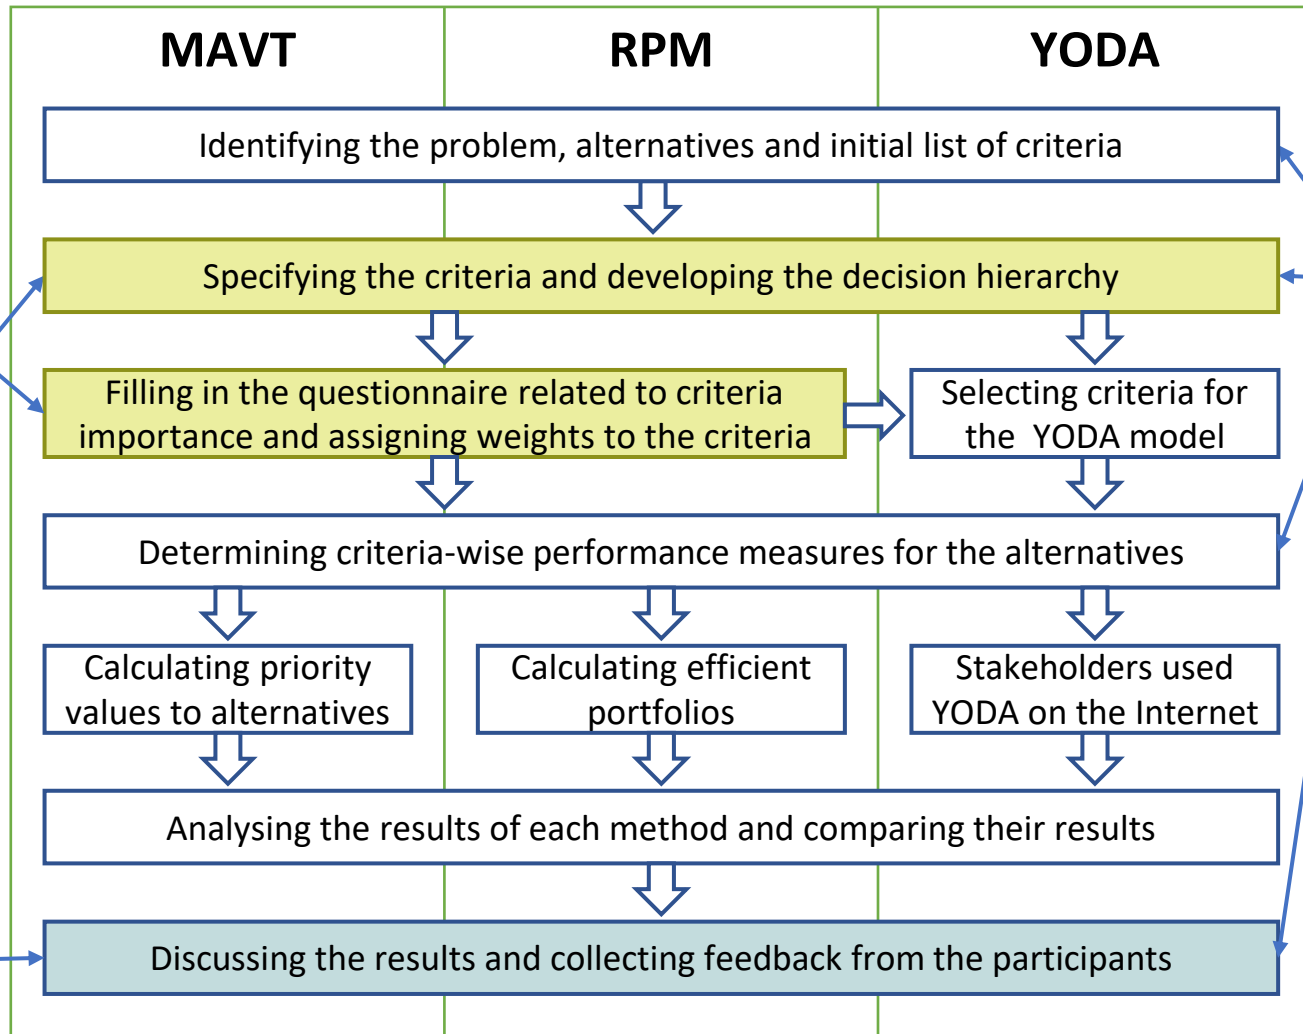 MAVT RPM YODA
Identifying the problem, alternatives and initial list of criteria
Specifying the criteria and developing the decision hierarchy
Filling in the questionnaire related to criteria
importance and assigning weights to the criteria
Selecting criteria for
the YODA model
Determining criteria-wise performance measures for the alternatives
Calculating priority
values to alternatives
Calculating efficient
portfolios
Stakeholders used
YODA on the Internet
Analysing the results of each method and comparing their results
Discussing the results and collecting feedback from the participants